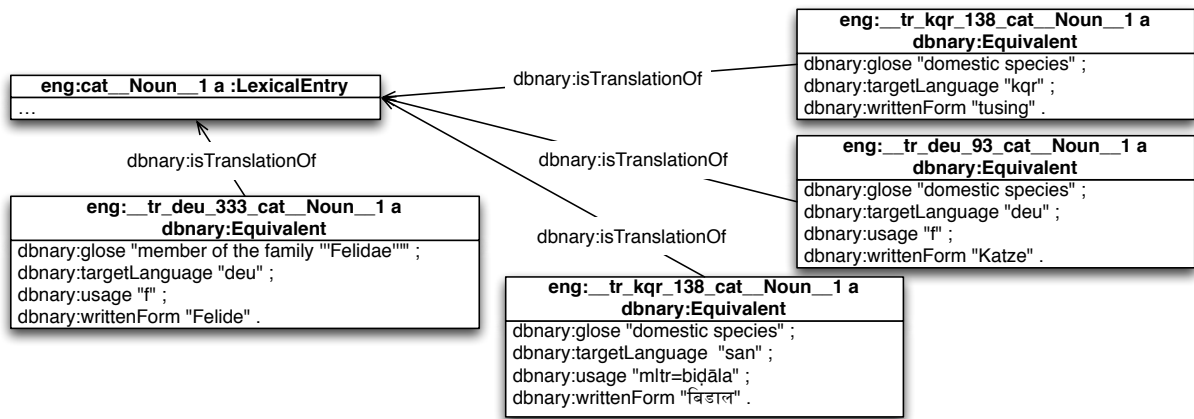 eng:__tr_kqr_138_cat__Noun__1 a
dbnary:Equivalent
dbnary:glose "domestic species" ;
dbnary:targetLanguage "kqr" ;
dbnary:writtenForm "tusing" .
dbnary:isTranslationOf
eng:cat__Noun__1 a :LexicalEntry
...
dbnary:isTranslationOf
dbnary:isTranslationOf
eng:__tr_deu_93_cat__Noun__1 a
dbnary:Equivalent
dbnary:glose "domestic species" ;
dbnary:targetLanguage "deu" ;
dbnary:usage "f" ;
dbnary:writtenForm "Katze" .
eng:__tr_deu_333_cat__Noun__1 a
dbnary:Equivalent
dbnary:glose "member of the family '''Felidae'''" ;
dbnary:targetLanguage "deu" ;
dbnary:usage "f" ;
dbnary:writtenForm "Felide" .
dbnary:isTranslationOf
eng:__tr_kqr_138_cat__Noun__1 a
dbnary:Equivalent
dbnary:glose "domestic species" ;
dbnary:targetLanguage "san" ;
dbnary:usage "mltr=biḍāla" ;
dbnary:writtenForm "बिडाल" .